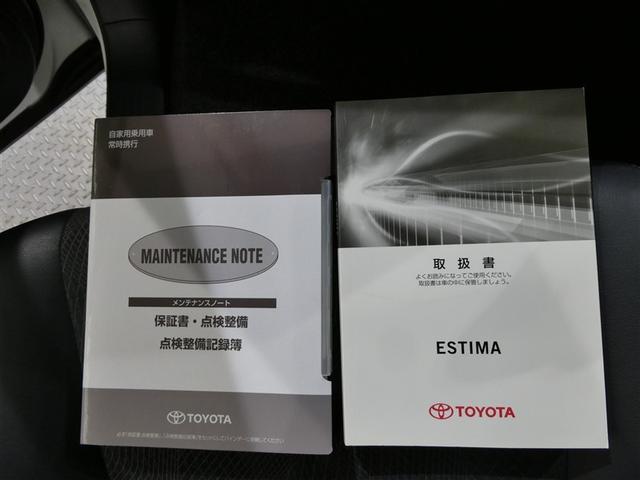 自家用乗用車
常時携行
MAINTENANCE NOTE
メンテナンスノート
保証書・点検整備
点検整備記録簿
TOYOTA
取扱書
よくお読みになってご使用ください。
取扱書は車の中に保管しましょう。
ESTIMA
TOYOTA